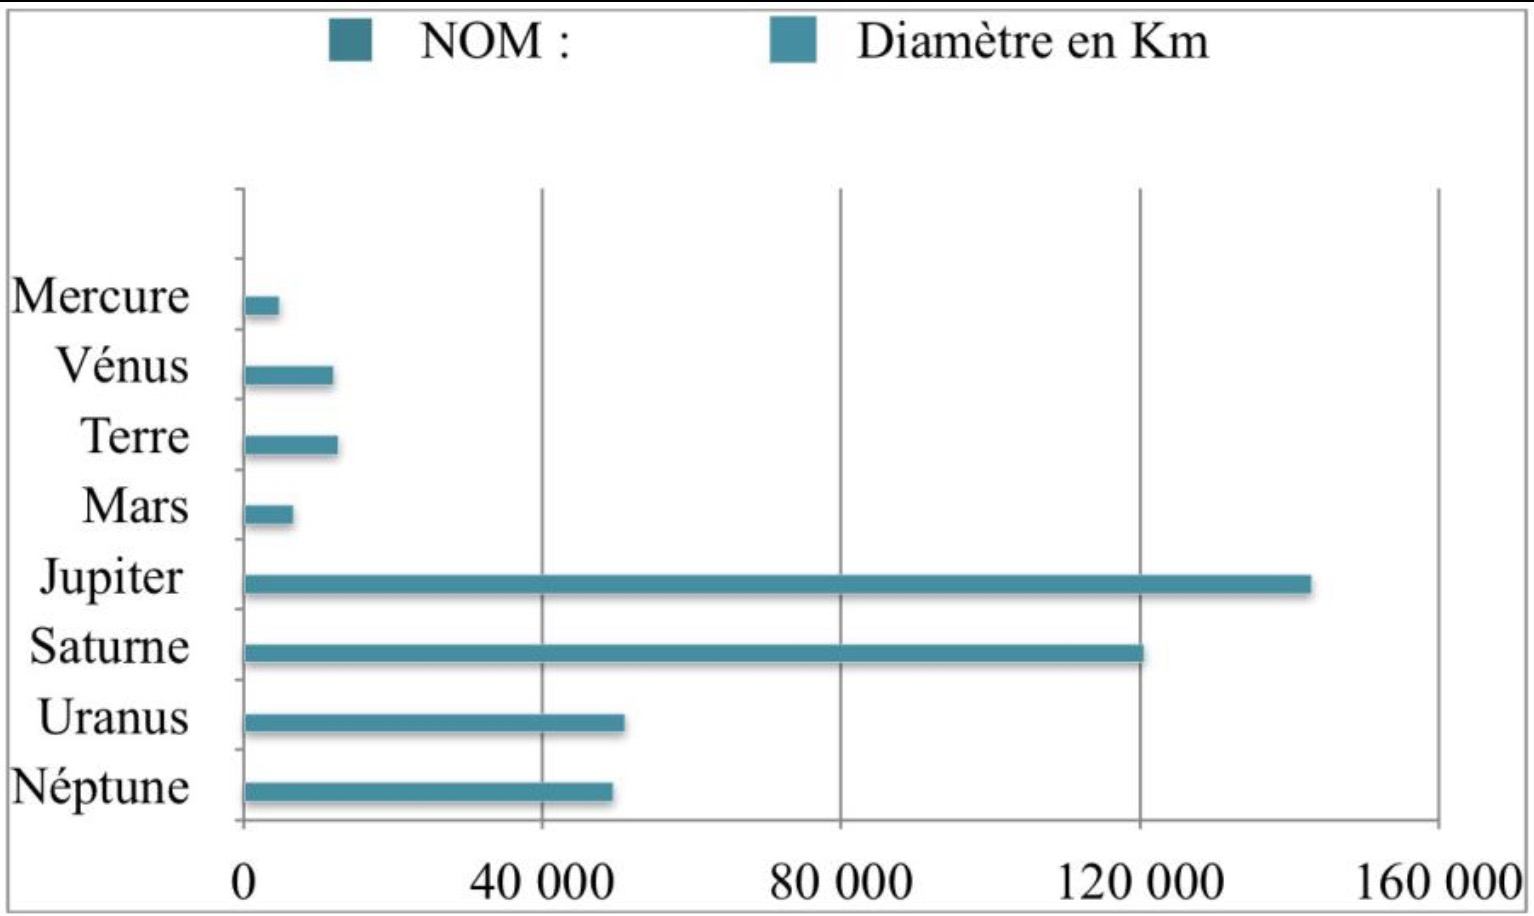 NOM :
Diamètre en Km
Mercure
Vénus
Terre
Mars
Jupiter
Saturne
Uranus
Néptune
0
40 000
80 000
120 000
160 000